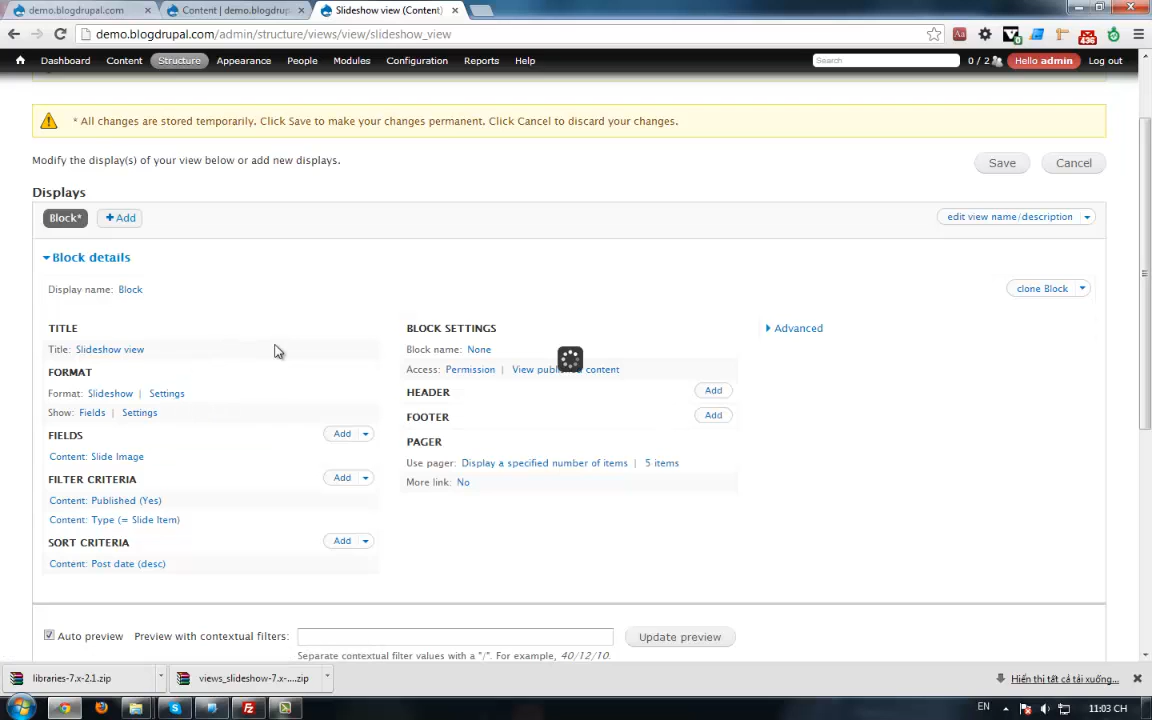 demo.blogdrupal.com
Content | demo.blogdrup
Slideshow view (Content)
demo.blogdrupal.com/admin/structure/views/view/slideshow_view
436
Dashboard Content Structure Appearance People Modules Configuration Reports Help
Search
0 / 2 Hello admin Log out
* All changes are stored temporarily. Click Save to make your changes permanent. Click Cancel to discard your changes.
Modify the display(s) of your view below or add new displays.
Save Cancel
Displays
Block* Add
edit view name/description
Block details
Display name: Block
clone Block
TITLE
Title: Slideshow view
FORMAT
Format: Slideshow | Settings
Show: Fields | Settings
FIELDS Add
Content: Slide Image
FILTER CRITERIA Add
Content: Published (Yes)
Content: Type (= Slide Item)
SORT CRITERIA Add
Content: Post date (desc)
BLOCK SETTINGS
Block name: None
Access: Permission | View published content
HEADER Add
FOOTER Add
PAGER
Use pager: Display a specified number of items | 5 items
More link: No
Advanced
Auto preview Preview with contextual filters:
Update preview
Separate contextual filter values with a "/". For example, 40/12/10.
libraries-7.x-2.1.zip
views_slideshow-7.x-....zip
Hiển thị tất cả tải xuống...
EN
11:03 CH